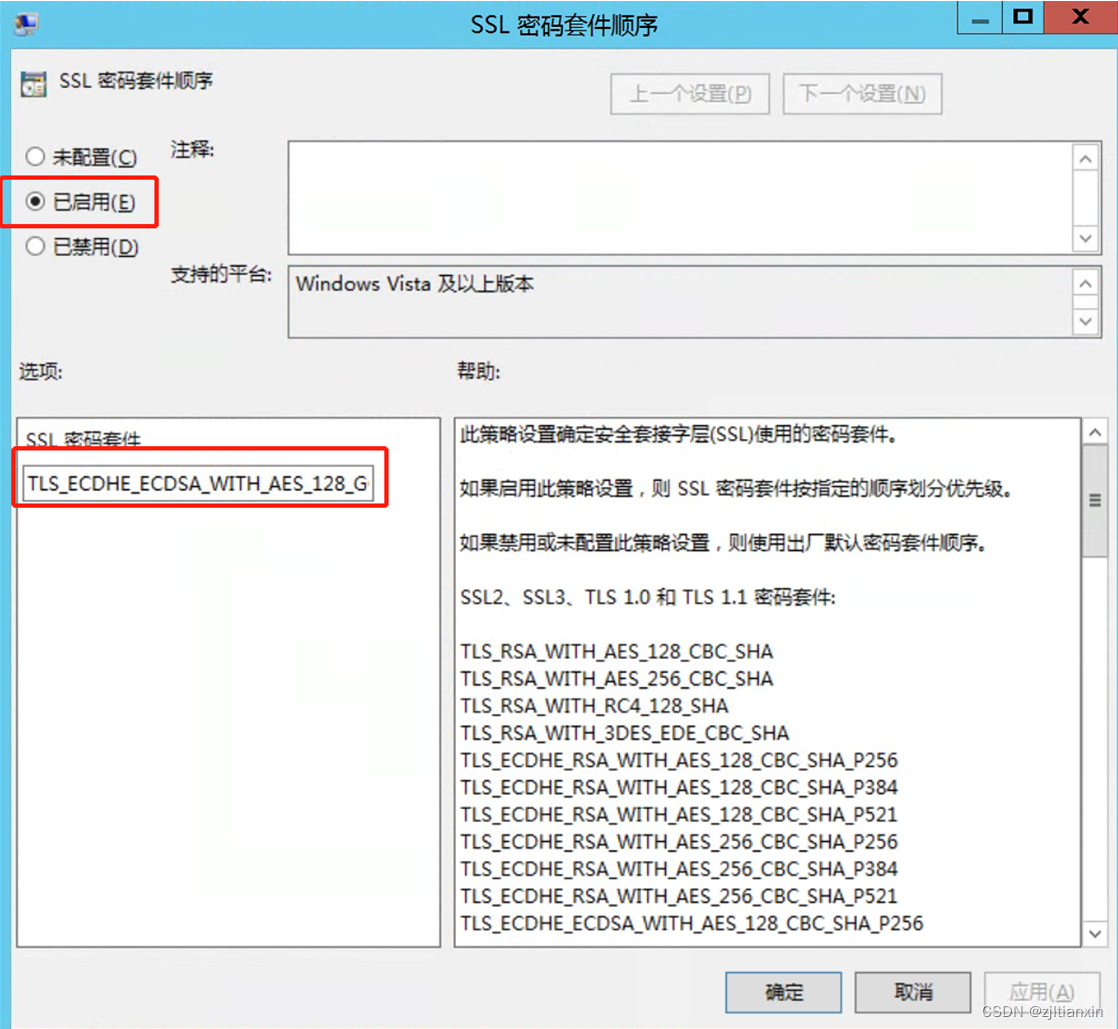 SSL 密码套件顺序
SSL 密码套件顺序
上一个设置(P)
下一个设置(N)
未配置(C)
注释:
已启用(E)
已禁用(D)
支持的平台:
Windows Vista 及以上版本
选项:
帮助:
SSL 密码套件
TLS_ECDHE_ECDSA_WITH_AES_128_G
此策略设置确定安全套接字层(SSL)使用的密码套件。
如果启用此策略设置，则 SSL 密码套件按指定的顺序划分优先级。
如果禁用或未配置此策略设置，则使用出厂默认密码套件顺序。
SSL2、SSL3、TLS 1.0 和 TLS 1.1 密码套件:
TLS_RSA_WITH_AES_128_CBC_SHA
TLS_RSA_WITH_AES_256_CBC_SHA
TLS_RSA_WITH_RC4_128_SHA
TLS_RSA_WITH_3DES_EDE_CBC_SHA
TLS_ECDHE_RSA_WITH_AES_128_CBC_SHA_P256
TLS_ECDHE_RSA_WITH_AES_128_CBC_SHA_P384
TLS_ECDHE_RSA_WITH_AES_128_CBC_SHA_P521
TLS_ECDHE_RSA_WITH_AES_256_CBC_SHA_P256
TLS_ECDHE_RSA_WITH_AES_256_CBC_SHA_P384
TLS_ECDHE_RSA_WITH_AES_256_CBC_SHA_P521
TLS_ECDHE_ECDSA_WITH_AES_128_CBC_SHA_P256
确定
取消
应用(A)
CSDN @zjltianxin